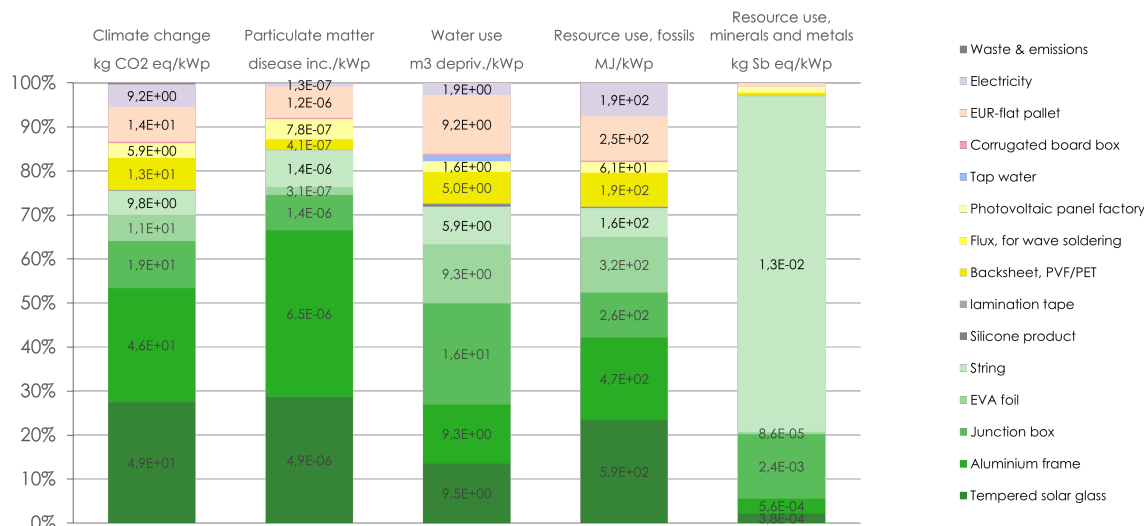 Climate change
Particulate matter
Water use
Resource use, fossils
Resource use,
minerals and metals
kg CO2 eq/kWp
disease inc./kWp
m3 depriv./kWp
MJ/kWp
kg Sb eq/kWp
100%
90%
80%
70%
60%
50%
40%
30%
20%
10%
0%
9,2E+00
1,4E+01
5,9E+00
1,3E+01
9,8E+00
1,1E+01
1,9E+01
4,6E+01
4,9E+01
1,3E-07
1,2E-06
7,8E-07
4,1E-07
1,4E-06
3,1E-07
1,4E-06
6,5E-06
4,9E-06
1,9E+00
9,2E+00
1,6E+00
5,0E+00
5,9E+00
9,3E+00
1,6E+01
9,3E+00
9,5E+00
1,9E+02
2,5E+02
6,1E+01
1,9E+02
1,6E+02
3,2E+02
2,6E+02
4,7E+02
5,9E+02
1,3E-02
8,6E-05
2,4E-03
5,6E-04
3,8E-04
Waste & emissions
Electricity
EUR-flat pallet
Corrugated board box
Tap water
Photovoltaic panel factory
Flux, for wave soldering
Backsheet, PVF/PET
lamination tape
Silicone product
String
EVA foil
Junction box
Aluminium frame
Tempered solar glass